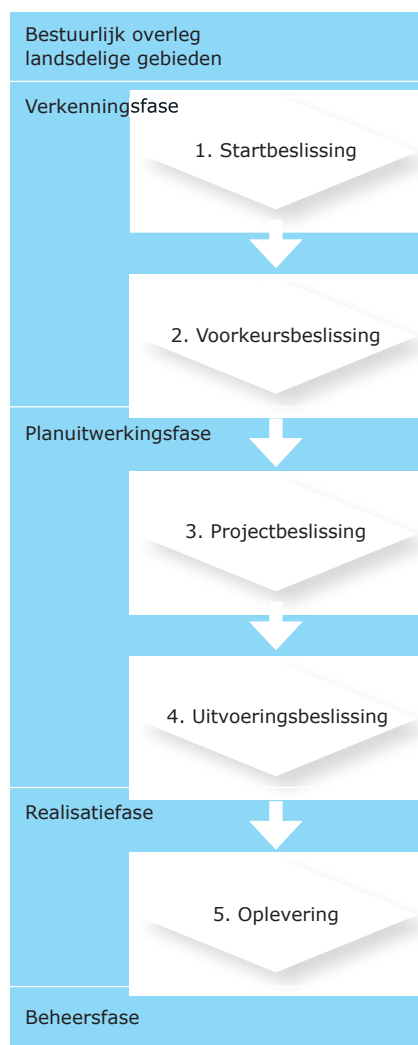 Bestuurlijk overleg
landsdelige gebieden
Verkenningsfase
1. Startbeslissing
2. Voorkeursbeslissing
Planuitwerkingsfase
3. Projectbeslissing
4. Uitvoeringsbeslissing
Realisatiefase
5. Oplevering
Beheersfase